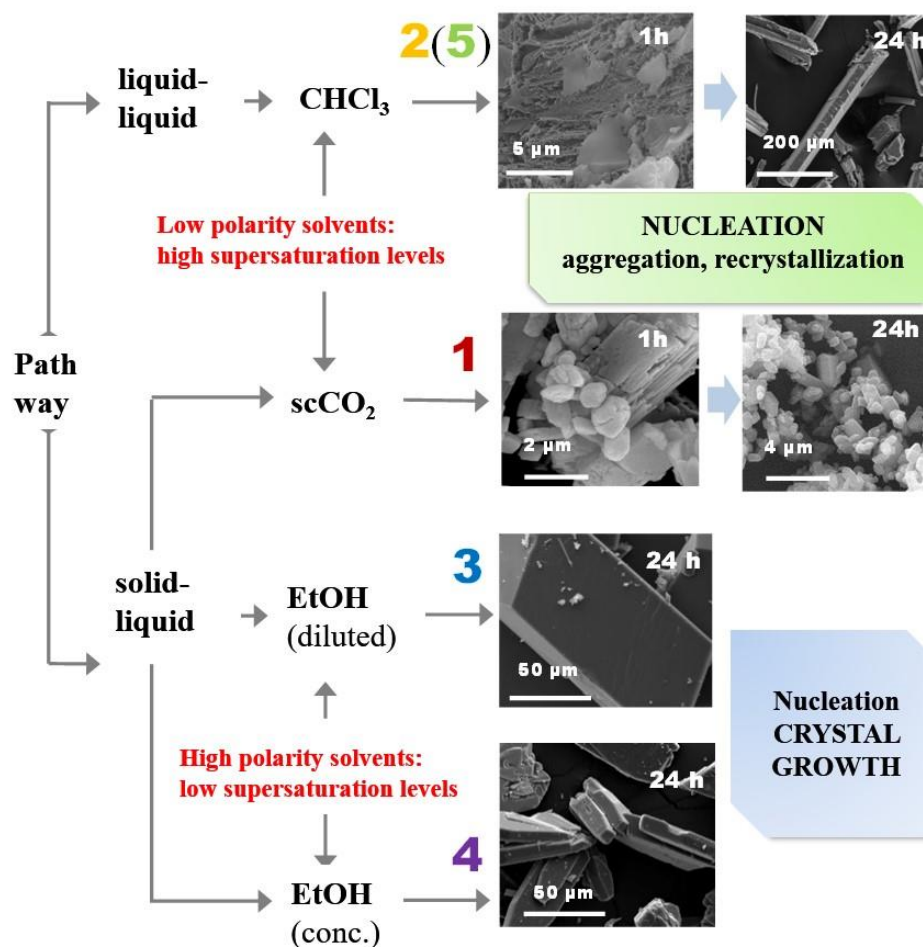 2(5)
1h
24 h
liquid-
liquid
CHCl₃
5 µm
200 µm
Low polarity solvents:
high supersaturation levels
NUCLEATION
aggregation, recrystallization
Path
way
1
1h
24h
scCO₂
2 µm
4 µm
3
24 h
solid-
liquid
EtOH
(diluted)
50 µm
Nucleation
CRYSTAL
GROWTH
High polarity solvents:
low supersaturation levels
24 h
4
EtOH
(conc.)
50 µm